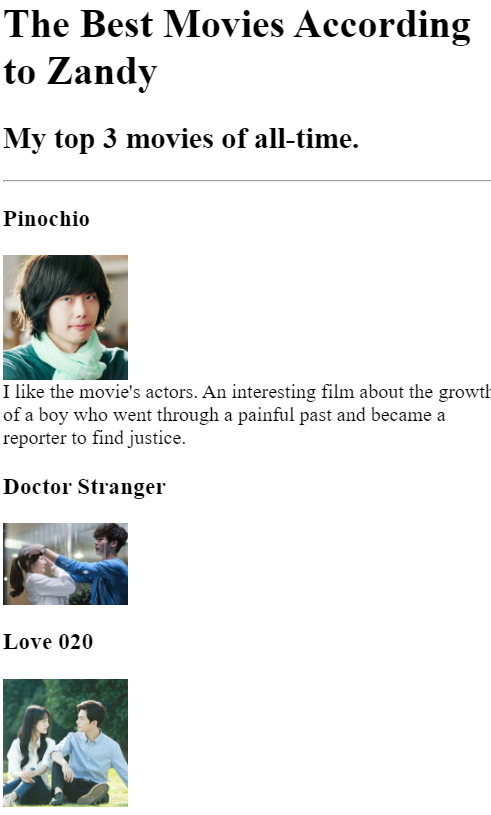 The Best Movies According
to Zandy
My top 3 movies of all-time.
Pinochio
I like the movie's actors. An interesting film about the growth
of a boy who went through a painful past and became a
reporter to find justice.
Doctor Stranger
Love 020